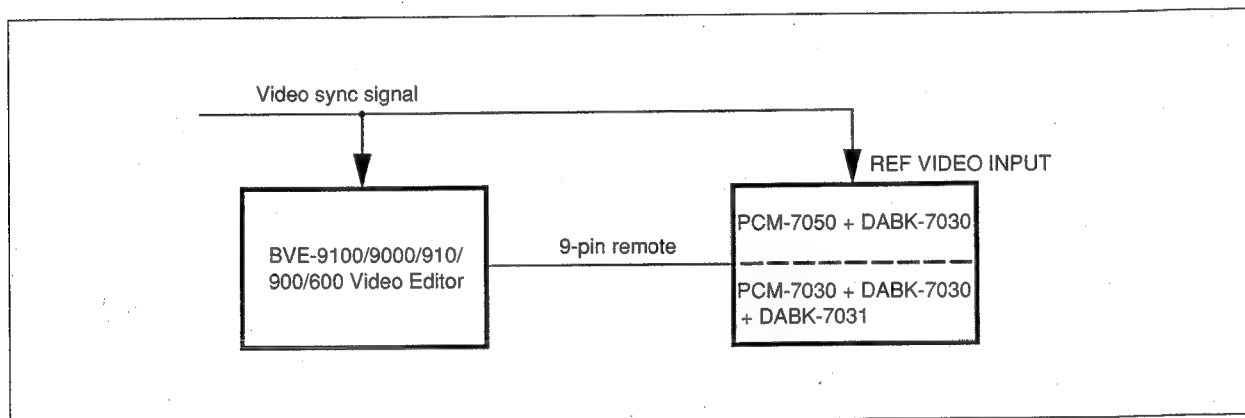 Video sync signal
REF VIDEO INPUT
BVE-9100/9000/910/
900/600 Video Editor
9-pin remote
PCM-7050 + DABK-7030
PCM-7030 + DABK-7030
+ DABK-7031